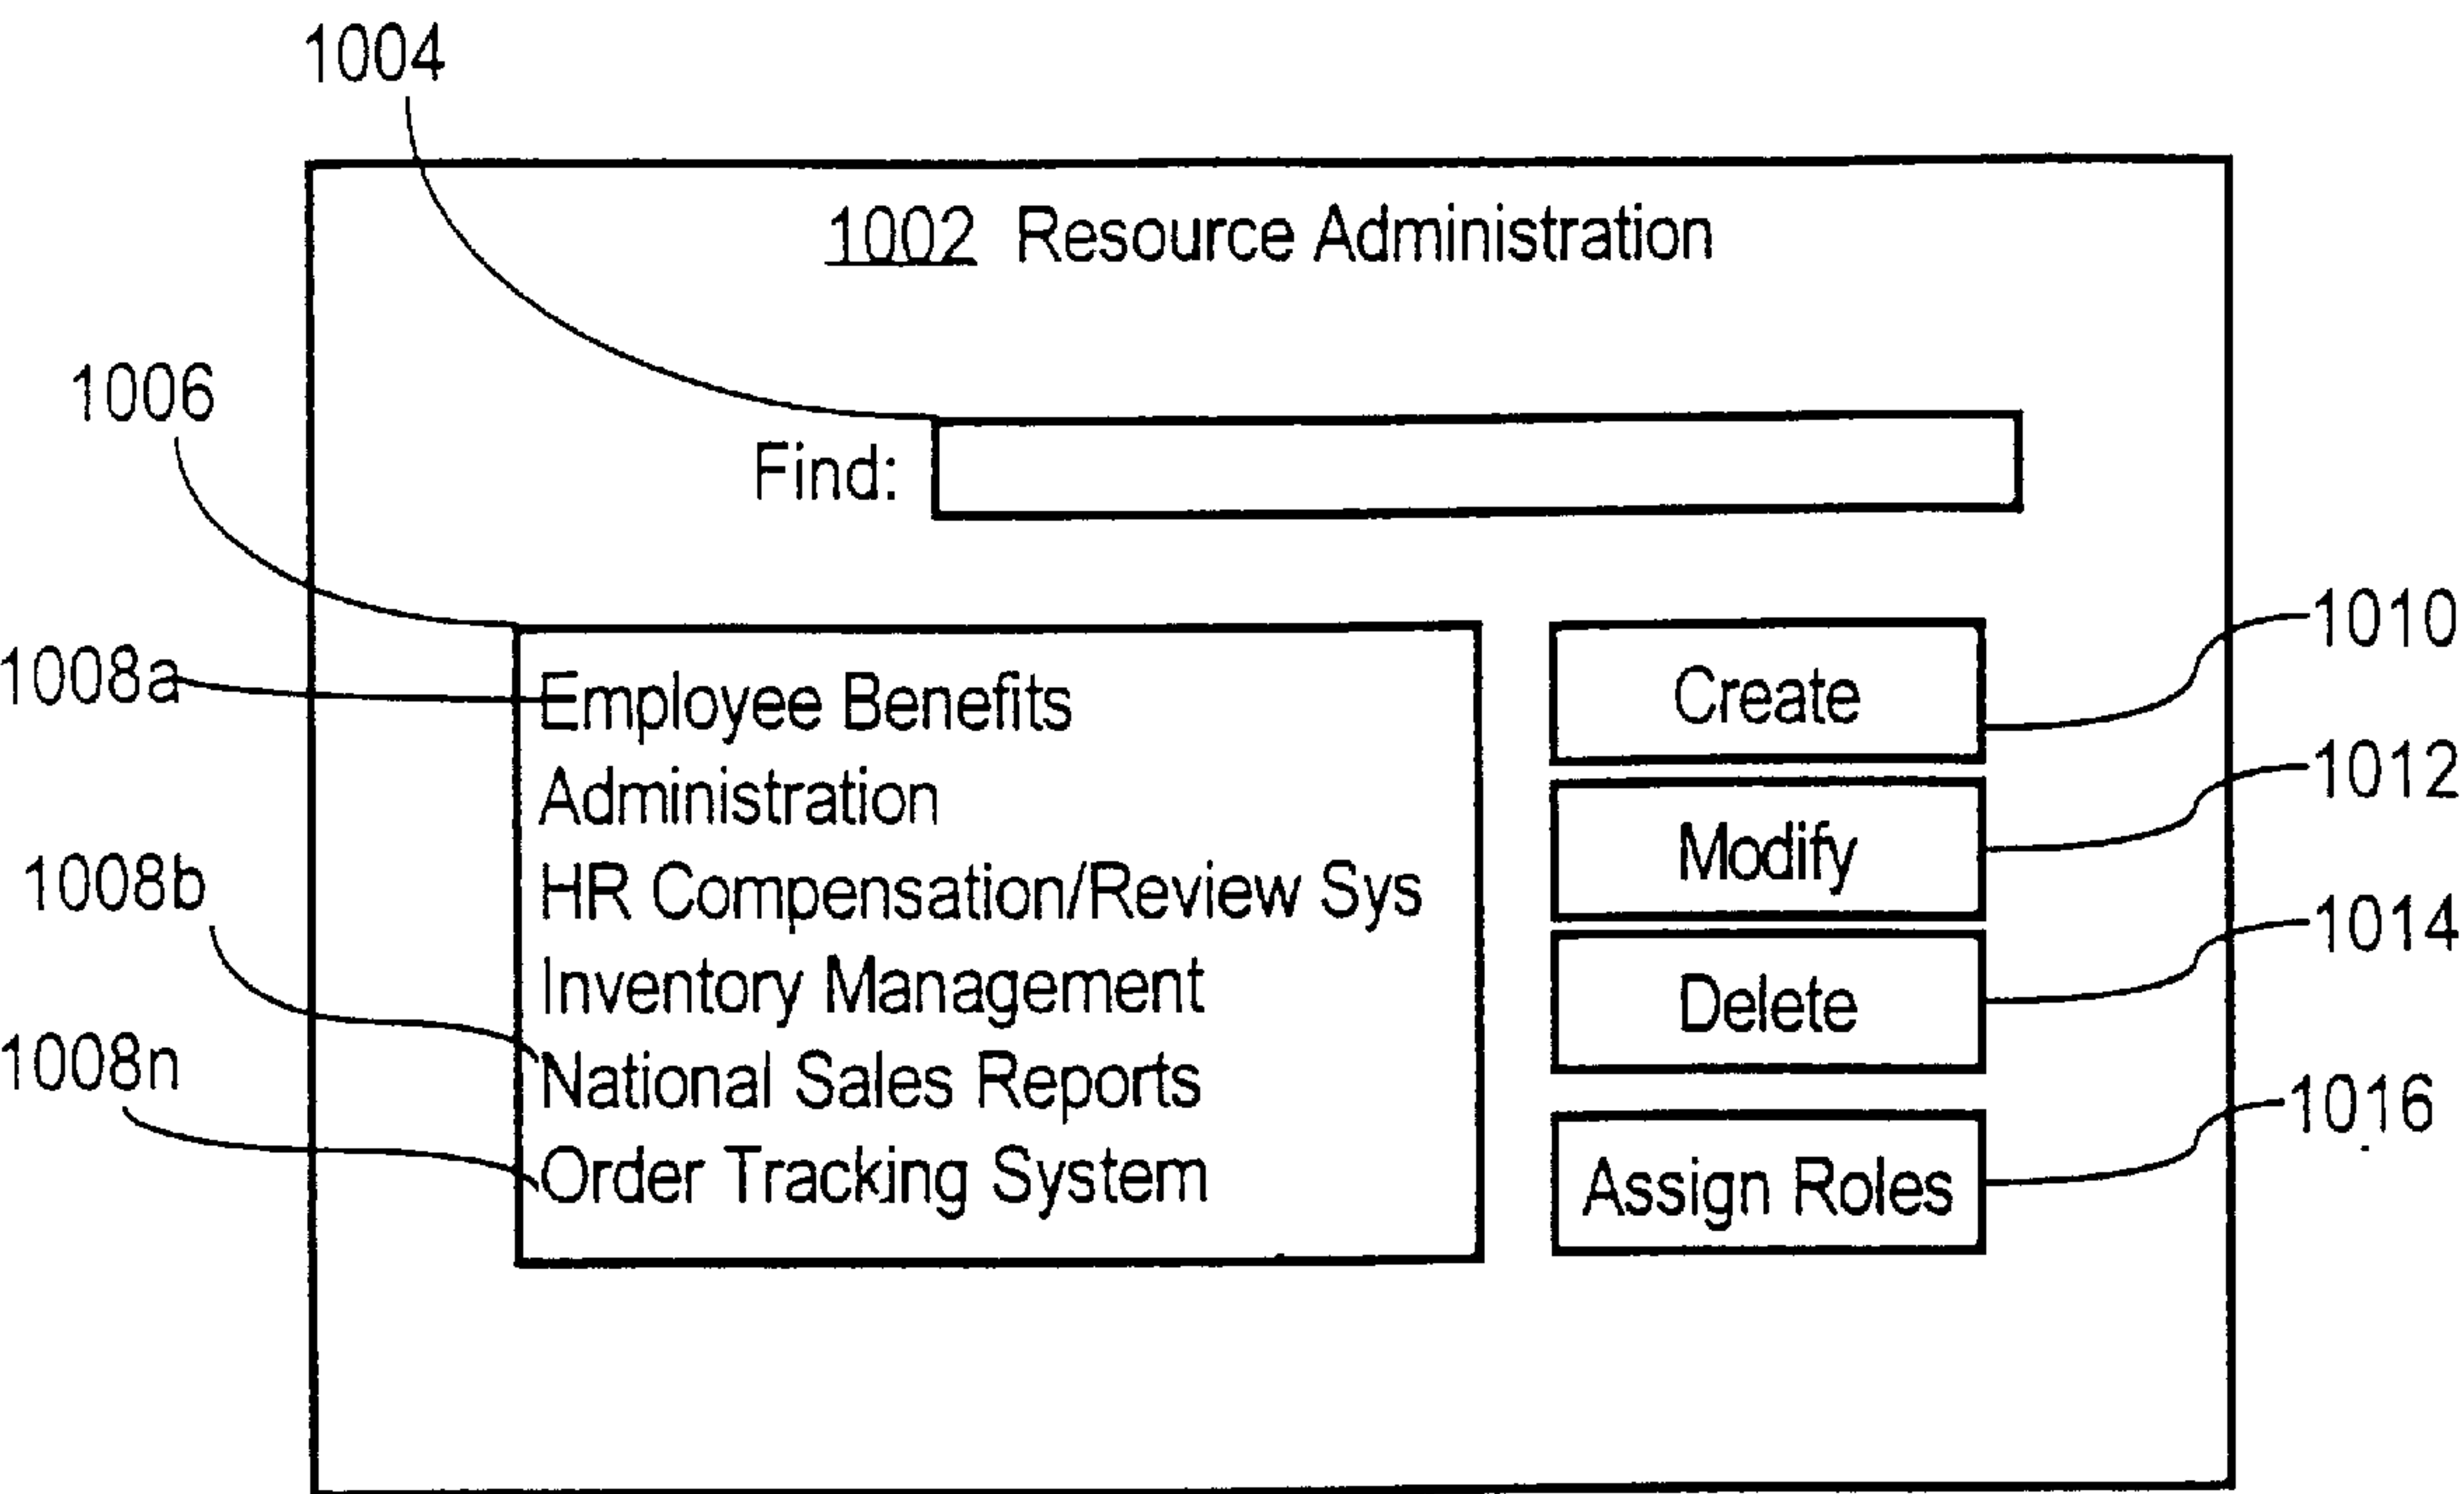 1004
1002 Resource Administration
1006
Find:
1010
1008a
Employee Benefits
Create
Administration
1012
Modify
1008b
HR Compensation/Review Sys
1014
Inventory Management
Delete
1008n
National Sales Reports
1016
Order Tracking System
Assign Roles